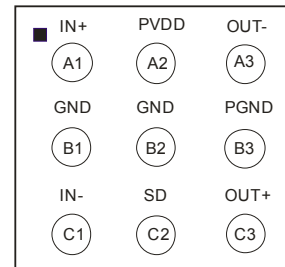 IN+ PVDD OUT-
A1 A2 A3
GND GND PGND
B1 B2 B3
IN- SD OUT+
C1 C2 C3